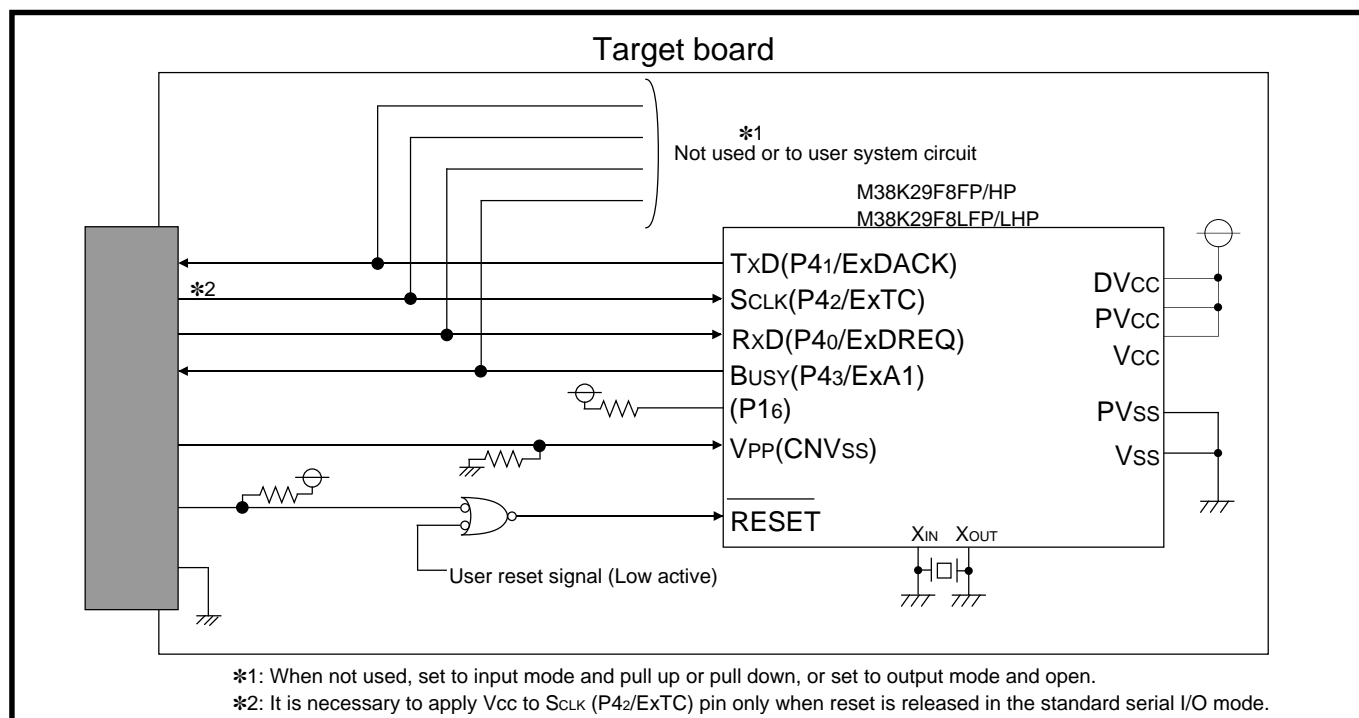 Target board
✻1
Not used or to user system circuit
M38K29F8FP/HP
M38K29F8LFP/LHP
TxD(P41/ExDACK)
✻2
SCLK(P42/ExTC)
RxD(P40/ExDREQ)
BUSY(P43/ExA1)
(P16)
VPP(CNVSS)
RESET
DVCC
PVCC
VCC
PVSS
VSS
XIN XOUT
User reset signal (Low active)
✻1: When not used, set to input mode and pull up or pull down, or set to output mode and open.
✻2: It is necessary to apply Vcc to SCLK (P42/ExTC) pin only when reset is released in the standard serial I/O mode.